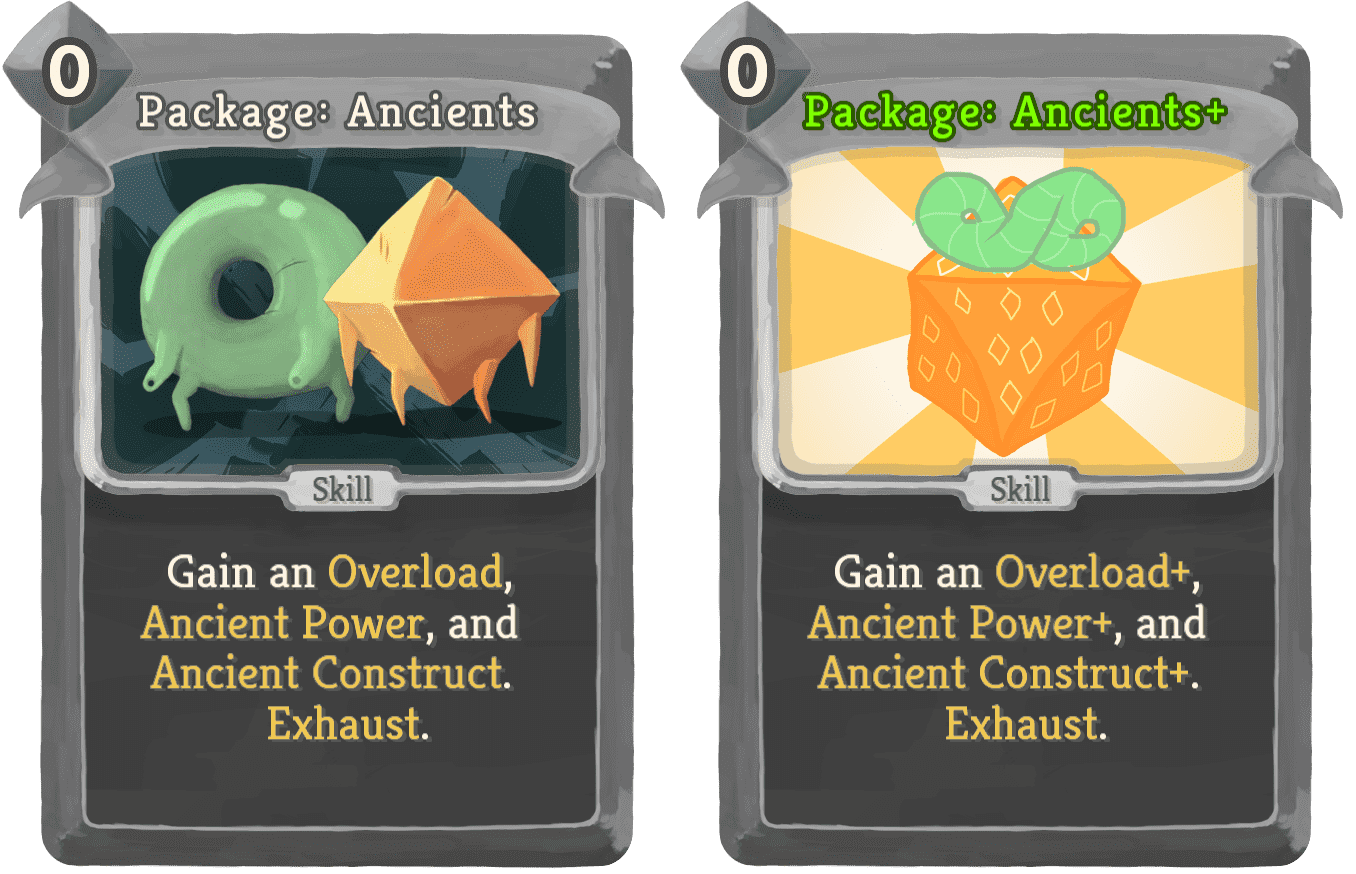 0
Package: Ancients
Skill
Gain an Overload,
Ancient Power, and
Ancient Construct.
Exhaust.
0
Package: Ancients+
Skill
Gain an Overload+,
Ancient Power+, and
Ancient Construct+.
Exhaust.